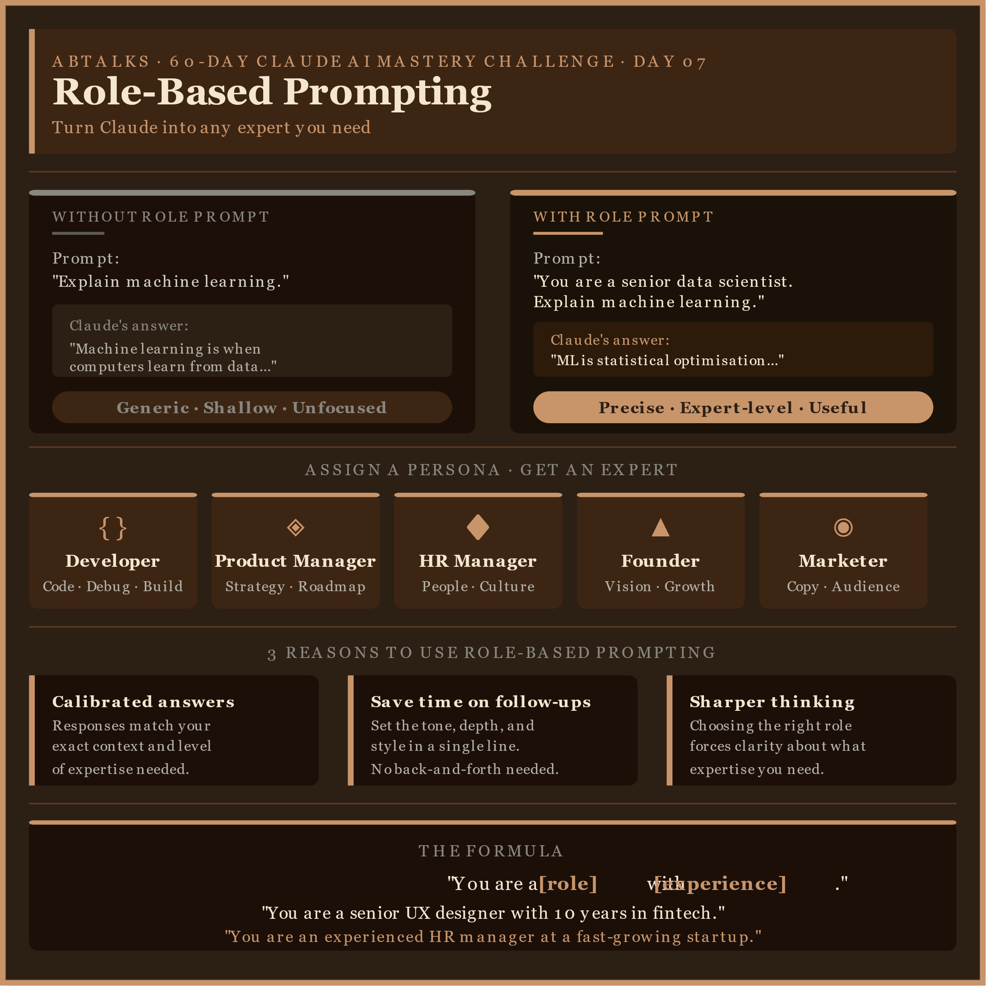 ABTALKS · 60-DAY CLAUDE AI MASTERY CHALLENGE · DAY 07
Role-Based Prompting
Turn Claude into any expert you need
WITHOUT ROLE PROMPT
Prompt:
"Explain machine learning."
Claude's answer:
"Machine learning is when
computers learn from data..."
Generic · Shallow · Unfocused
WITH ROLE PROMPT
Prompt:
"You are a senior data scientist.
Explain machine learning."
Claude's answer:
"ML is statistical optimisation..."
Precise · Expert-level · Useful
ASSIGN A PERSONA · GET AN EXPERT
{ }
Developer
Code · Debug · Build
Product Manager
Strategy · Roadmap
HR Manager
People · Culture
Founder
Vision · Growth
Marketer
Copy · Audience
3 REASONS TO USE ROLE-BASED PROMPTING
Calibrated answers
Responses match your
exact context and level
of expertise needed.
Save time on follow-ups
Set the tone, depth, and
style in a single line.
No back-and-forth needed.
Sharper thinking
Choosing the right role
forces clarity about what
expertise you need.
THE FORMULA
"You are a [role] with [experience] ."
"You are a senior UX designer with 10 years in fintech."
"You are an experienced HR manager at a fast-growing startup."